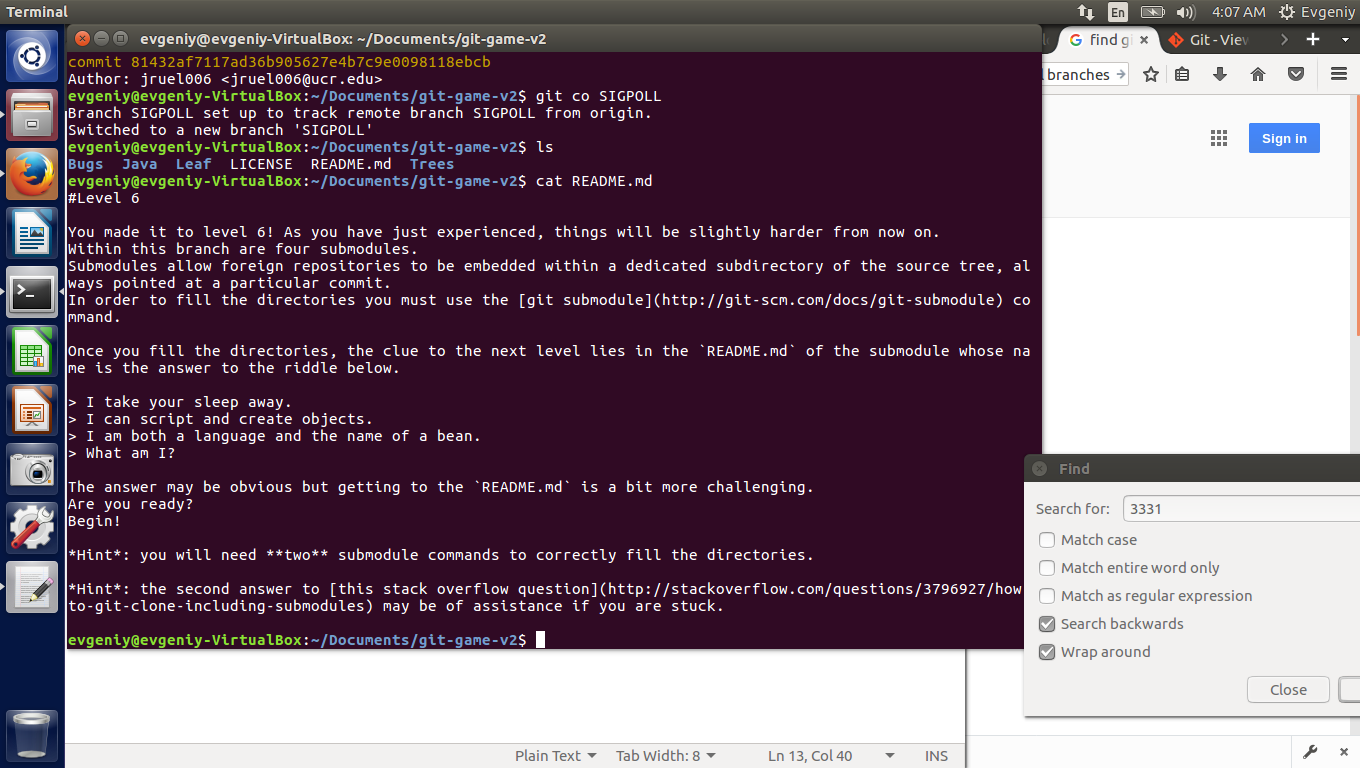 Terminal
En
4:07 AM
Evgeniy
evgeniy@evgeniy-VirtualBox: ~/Documents/git-game-v2
find gi
Git - View
commit 81432af7117ad36b905627e4b7c9e0098118ebcb
Author: jruel006 <jruel006@ucr.edu>
evgeniy@evgeniy-VirtualBox:~/Documents/git-game-v2$ git co SIGPOLL
Branch SIGPOLL set up to track remote branch SIGPOLL from origin.
Switched to a new branch 'SIGPOLL'
evgeniy@evgeniy-VirtualBox:~/Documents/git-game-v2$ ls
Bugs  Java  Leaf  LICENSE  README.md  Trees
evgeniy@evgeniy-VirtualBox:~/Documents/git-game-v2$ cat README.md
#Level 6
You made it to level 6! As you have just experienced, things will be slightly harder from now on.
Within this branch are four submodules.
Submodules allow foreign repositories to be embedded within a dedicated subdirectory of the source tree, al
ways pointed at a particular commit.
In order to fill the directories you must use the [git submodule](http://git-scm.com/docs/git-submodule) co
mmand.
Once you fill the directories, the clue to the next level lies in the `README.md` of the submodule whose na
me is the answer to the riddle below.
> I take your sleep away.
> I can script and create objects.
> I am both a language and the name of a bean.
> What am I?
The answer may be obvious but getting to the `README.md` is a bit more challenging.
Are you ready?
Begin!
*Hint*: you will need **two** submodule commands to correctly fill the directories.
*Hint*: the second answer to [this stack overflow question](http://stackoverflow.com/questions/3796927/how
to-git-clone-including-submodules) may be of assistance if you are stuck.
evgeniy@evgeniy-VirtualBox:~/Documents/git-game-v2$
branches
Sign in
Find
Search for: 3331
Match case
Match entire word only
Match as regular expression
Search backwards
Wrap around
Close
Plain Text
Tab Width: 8
Ln 13, Col 40
INS